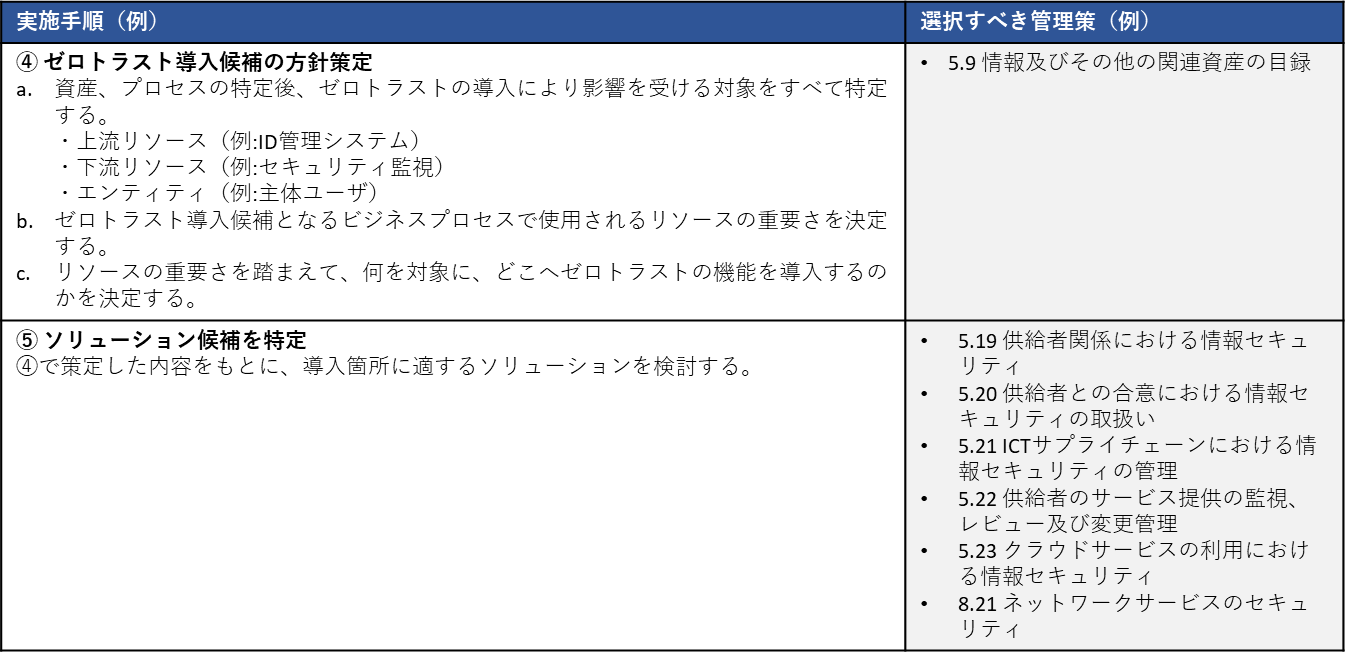 実施手順（例）
選択すべき管理策（例）
④ ゼロトラスト導入候補の方針策定
a. 資産、プロセスの特定後、ゼロトラストの導入により影響を受ける対象をすべて特定
する。
・上流リソース（例:ID管理システム）
・下流リソース（例:セキュリティ監視）
・エンティティ（例:主体ユーザ）
b. ゼロトラスト導入候補となるビジネスプロセスで使用されるリソースの重要さを決定
する。
c. リソースの重要さを踏まえて、何を対象に、どこへゼロトラストの機能を導入するの
かを決定する。
• 5.9 情報及びその他の関連資産の目録
⑤ ソリューション候補を特定
④で策定した内容をもとに、導入箇所に適するソリューションを検討する。
• 5.19 供給者関係における情報セキュ
リティ
• 5.20 供給者との合意における情報セ
キュリティの取扱い
• 5.21 ICTサプライチェーンにおける情
報セキュリティの管理
• 5.22 供給者のサービス提供の監視、
レビュー及び変更管理
• 5.23 クラウドサービスの利用におけ
る情報セキュリティ
• 8.21 ネットワークサービスのセキュ
リティ